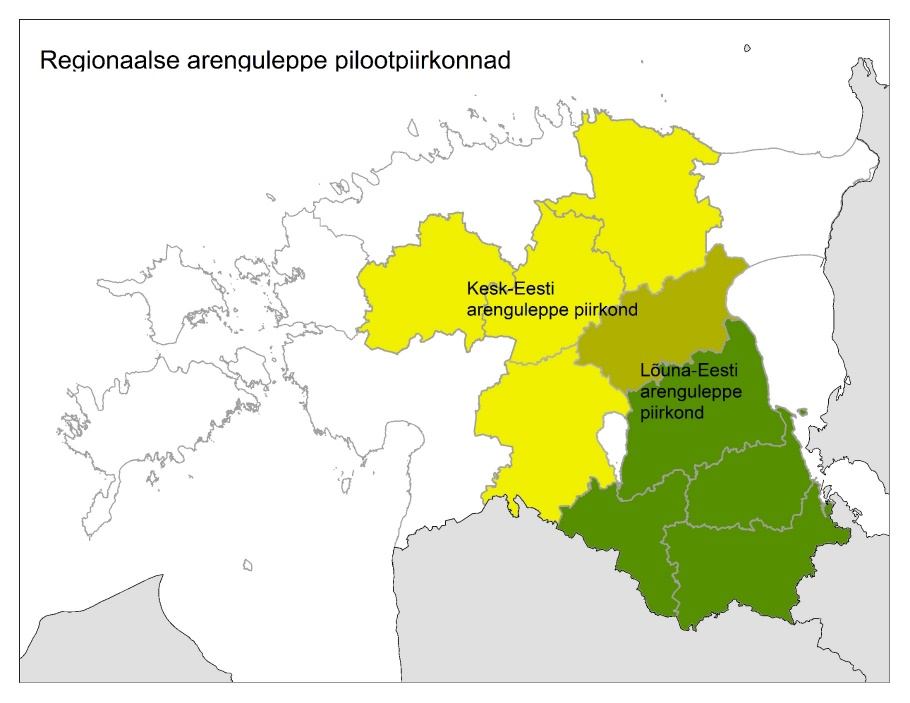 Regionaalse arenguleppe pilootpiirkonnad
Kesk-Eesti
arenguleppe piirkond
Lõuna-Eesti
arenguleppe
piirkond